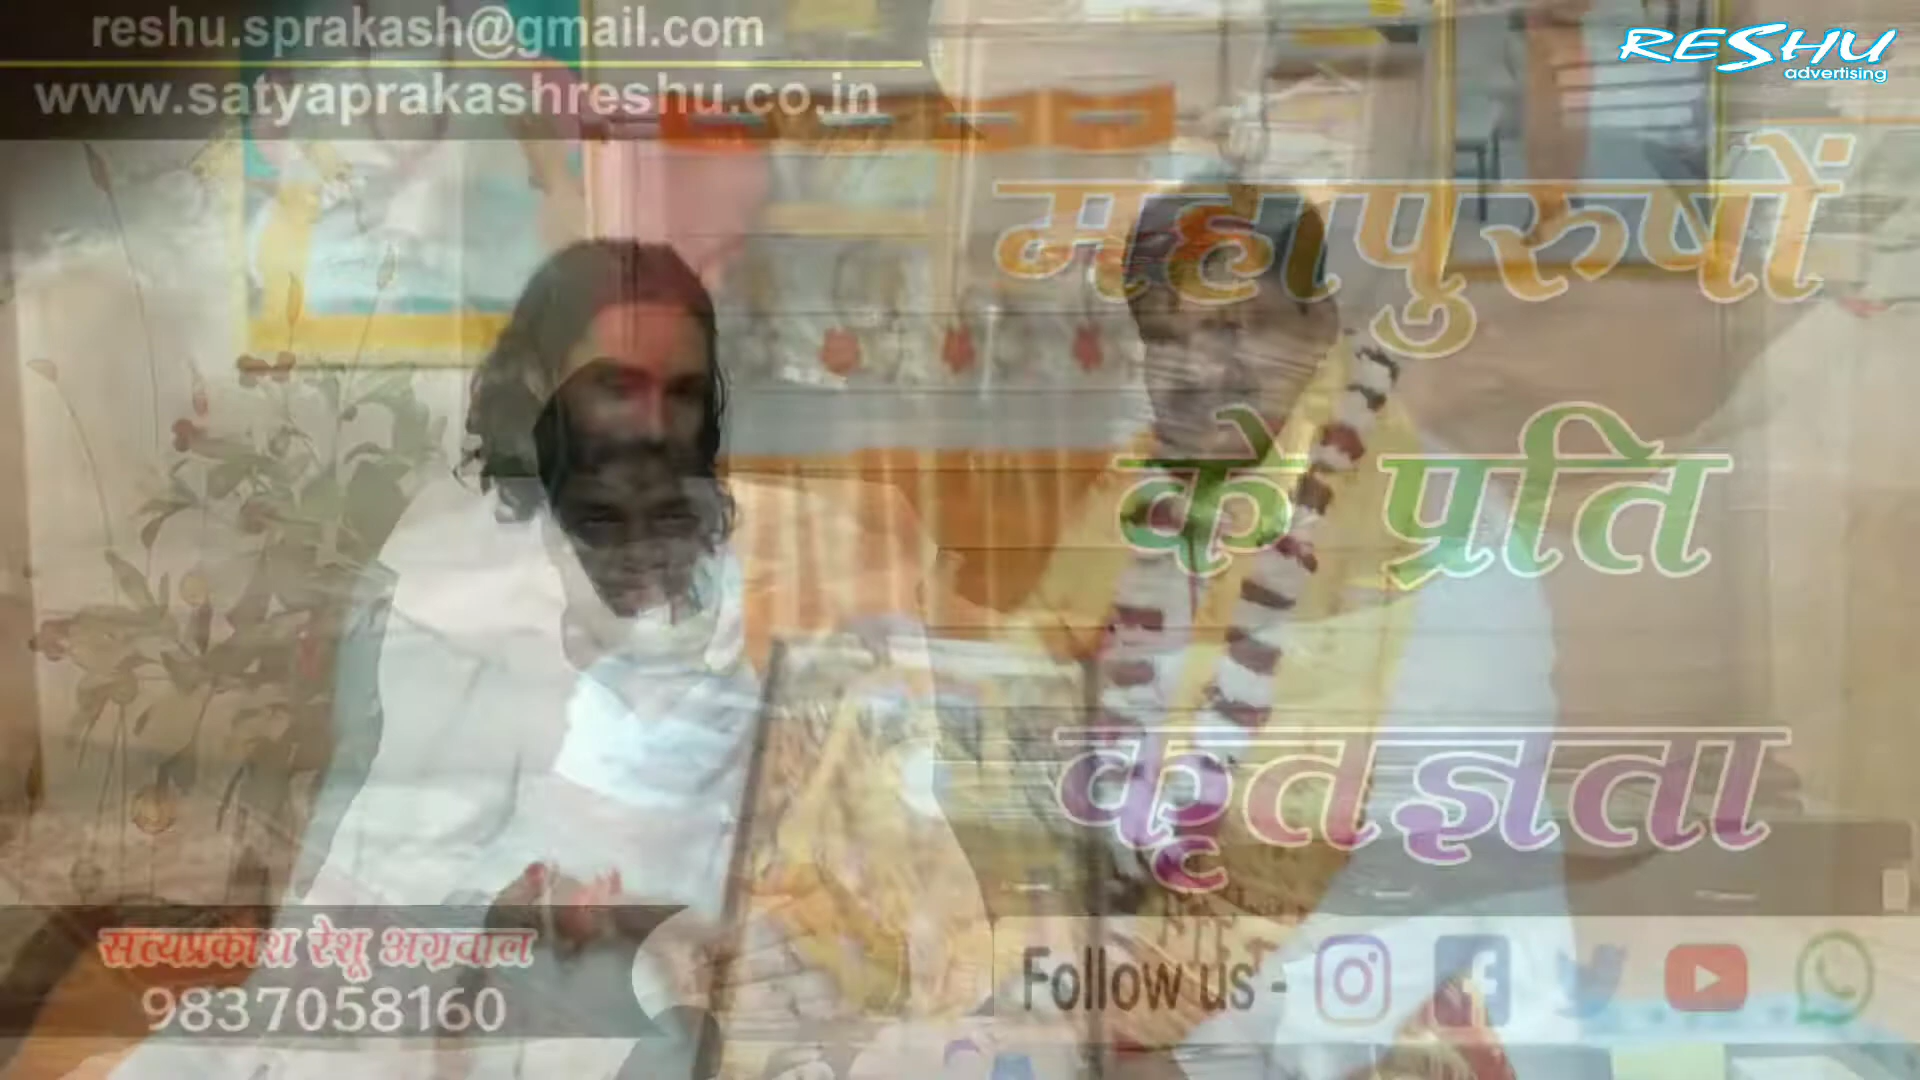 reshu.sprakash@gmail.com
www.satyaprakashreshu.co.in
RESHU
advertising
महापुरुषों
के प्रति
कृतज्ञता
सत्यप्रकाश रेशू अग्रवाल
9837058160
Follow us -